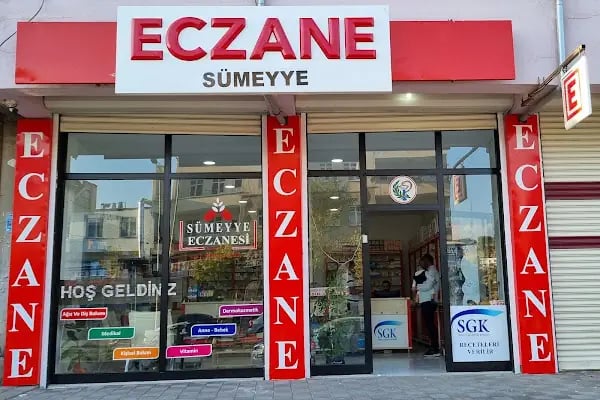 ECZANE
SÜMEYYE
E
ECZANE
SÜMEYYE
ECZANESİ
HOŞ GELDİNİZ
Ağız Ve Diş Bakımı
Dermakozmetik
Medikal
Anne - Bebek
Kişisel Bakım
Vitamin
ECZANE
SGK
SGK
REÇETELERİ
VERİLİR
ECZANE